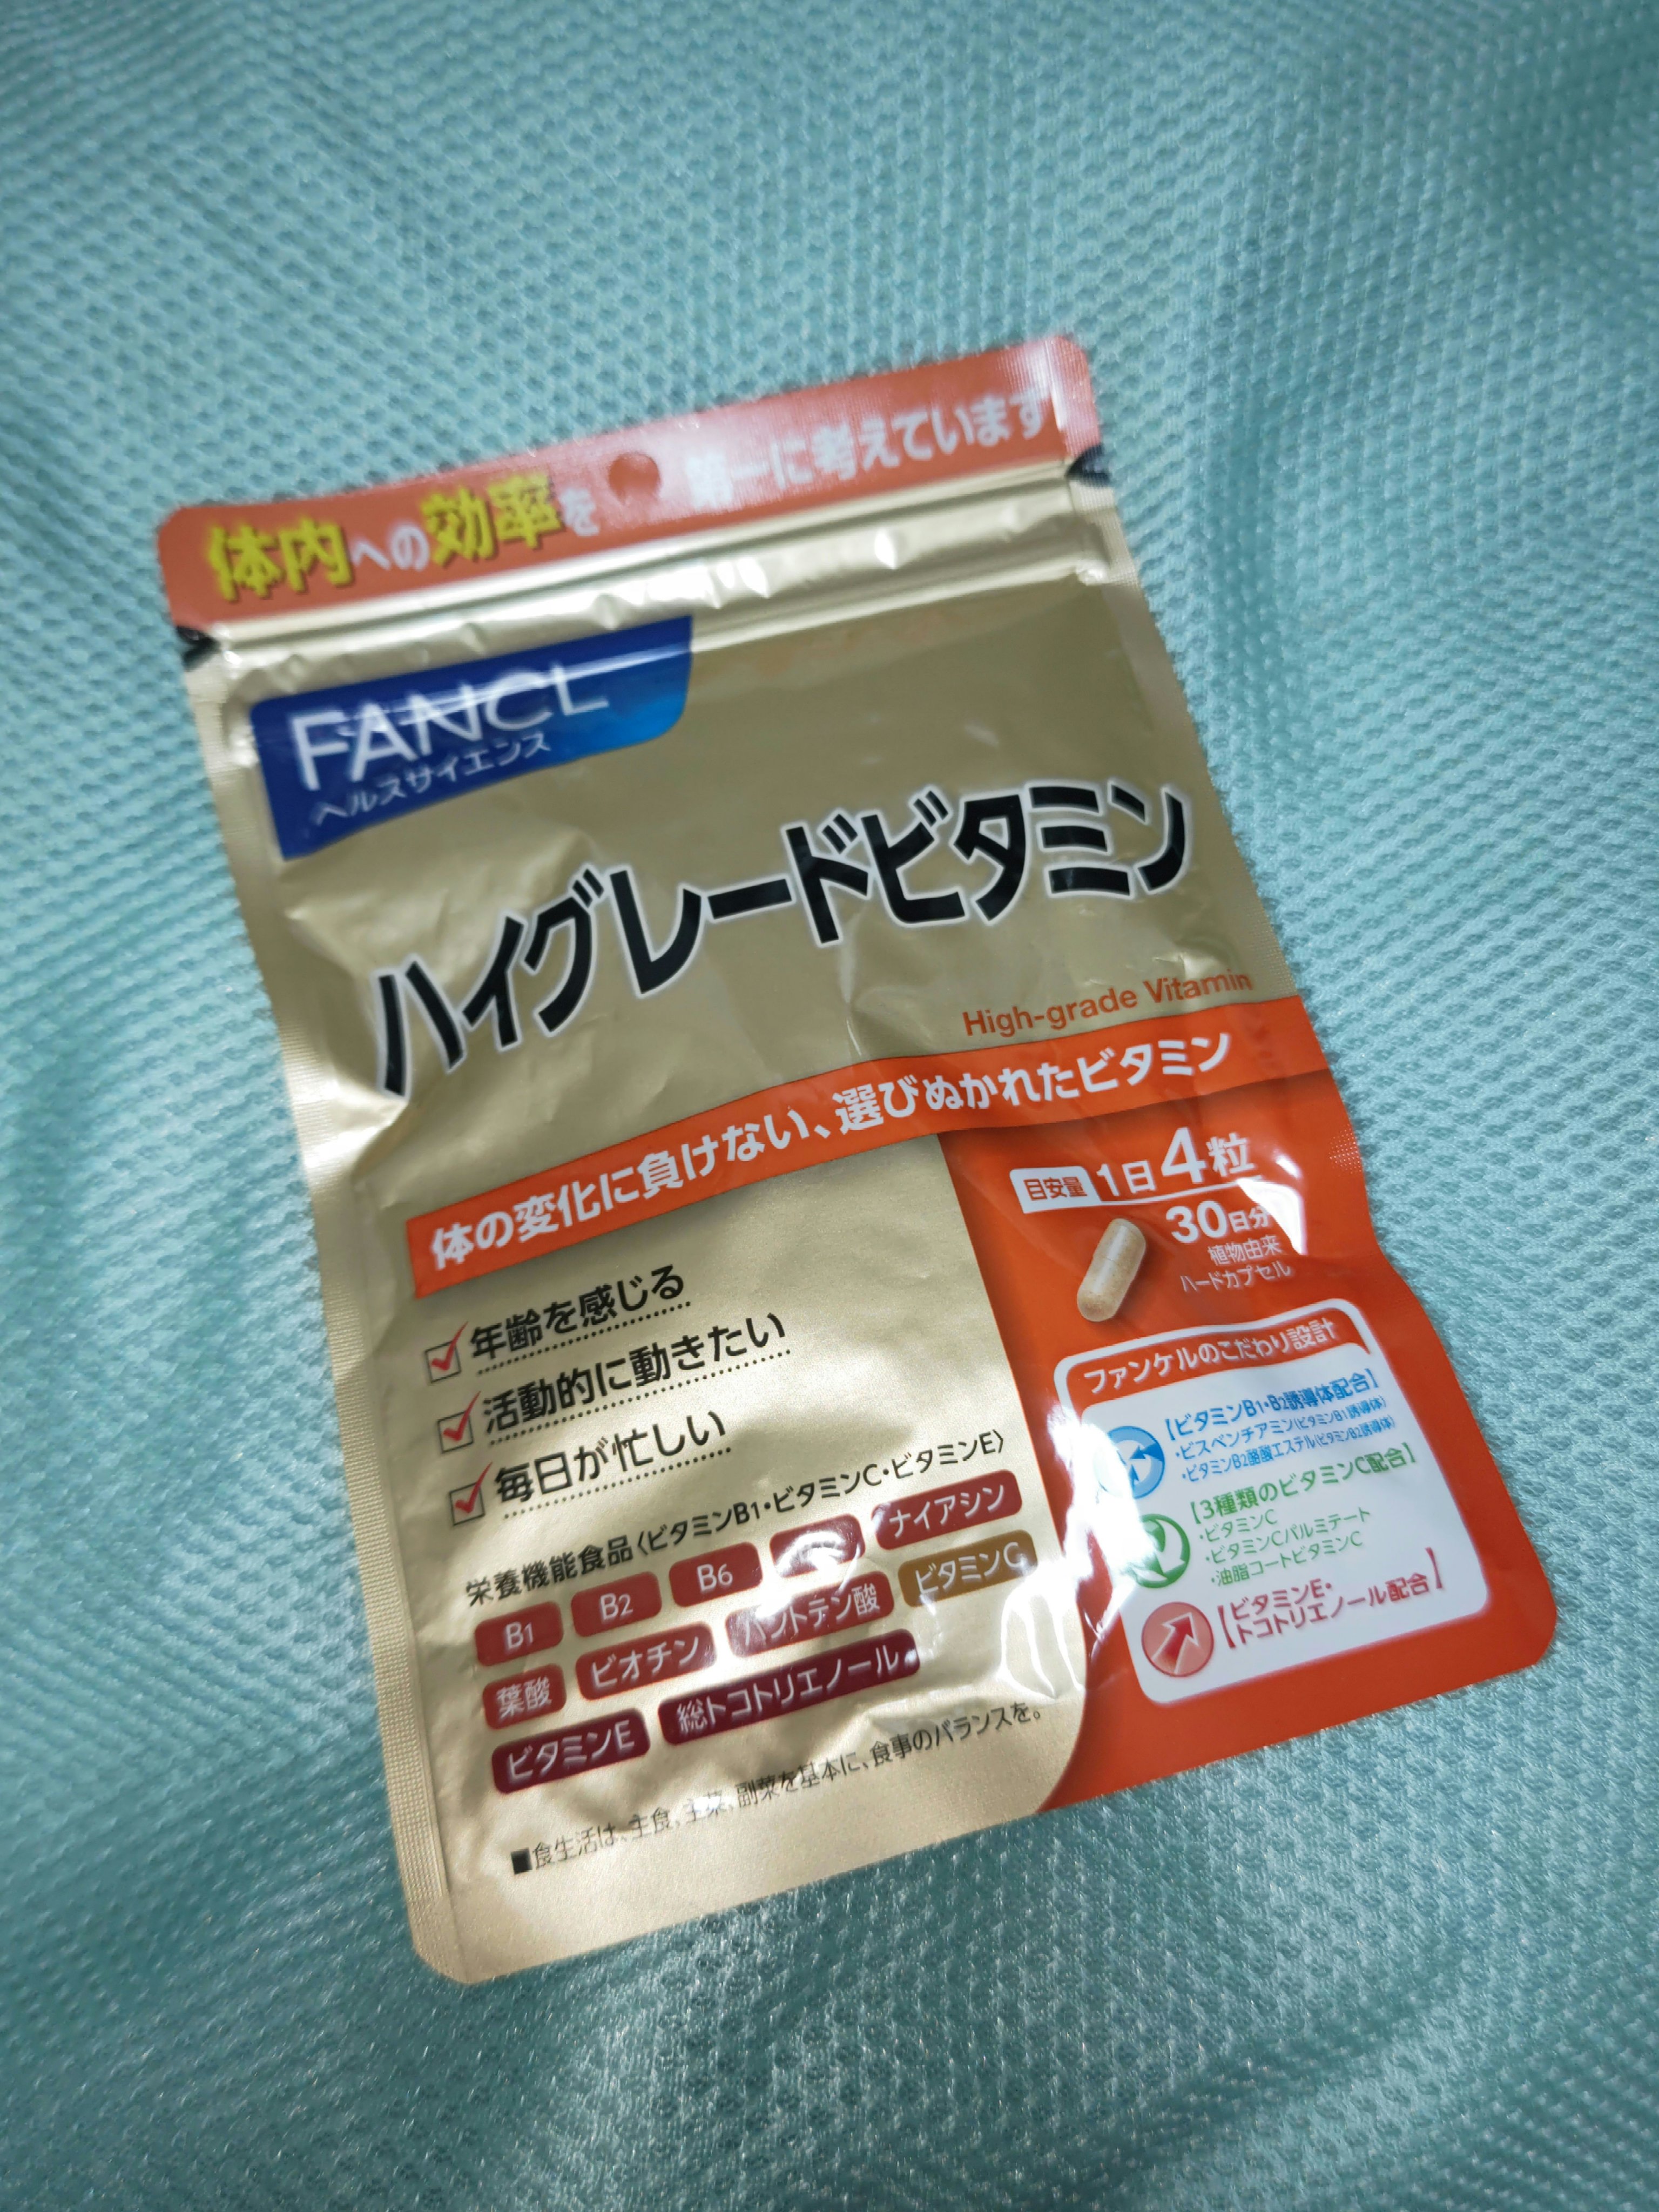 体内への効率を 第一に考えています
FANCL
ヘルスサイエンス
ハイグレードビタミン
High-grade Vitamin
体の変化に負けない、選びぬかれたビタミン
年齢を感じる
活動的に動きたい
毎日が忙しい
目安量 1日4粒
30日分
植物由来
ハードカプセル
栄養機能食品〈ビタミンB1・ビタミンC・ビタミンE〉
B1 B2 B6 ナイアシン
葉酸 ビオチン パントテン酸 ビタミンC
ビタミンE 総トコトリエノール
■食生活は、主食、主菜、副菜を基本に、食事のバランスを。
ファンケルのこだわり設計
【ビタミンB1・B2誘導体配合】
・ビスベンチアミン(ビタミンB1誘導体)
・ビタミンB2酪酸エステル(ビタミンB2誘導体)
【3種類のビタミンC配合】
・ビタミンC
・ビタミンCパルミテート
・油脂コートビタミンC
【ビタミンE・
トコトリエノール配合】